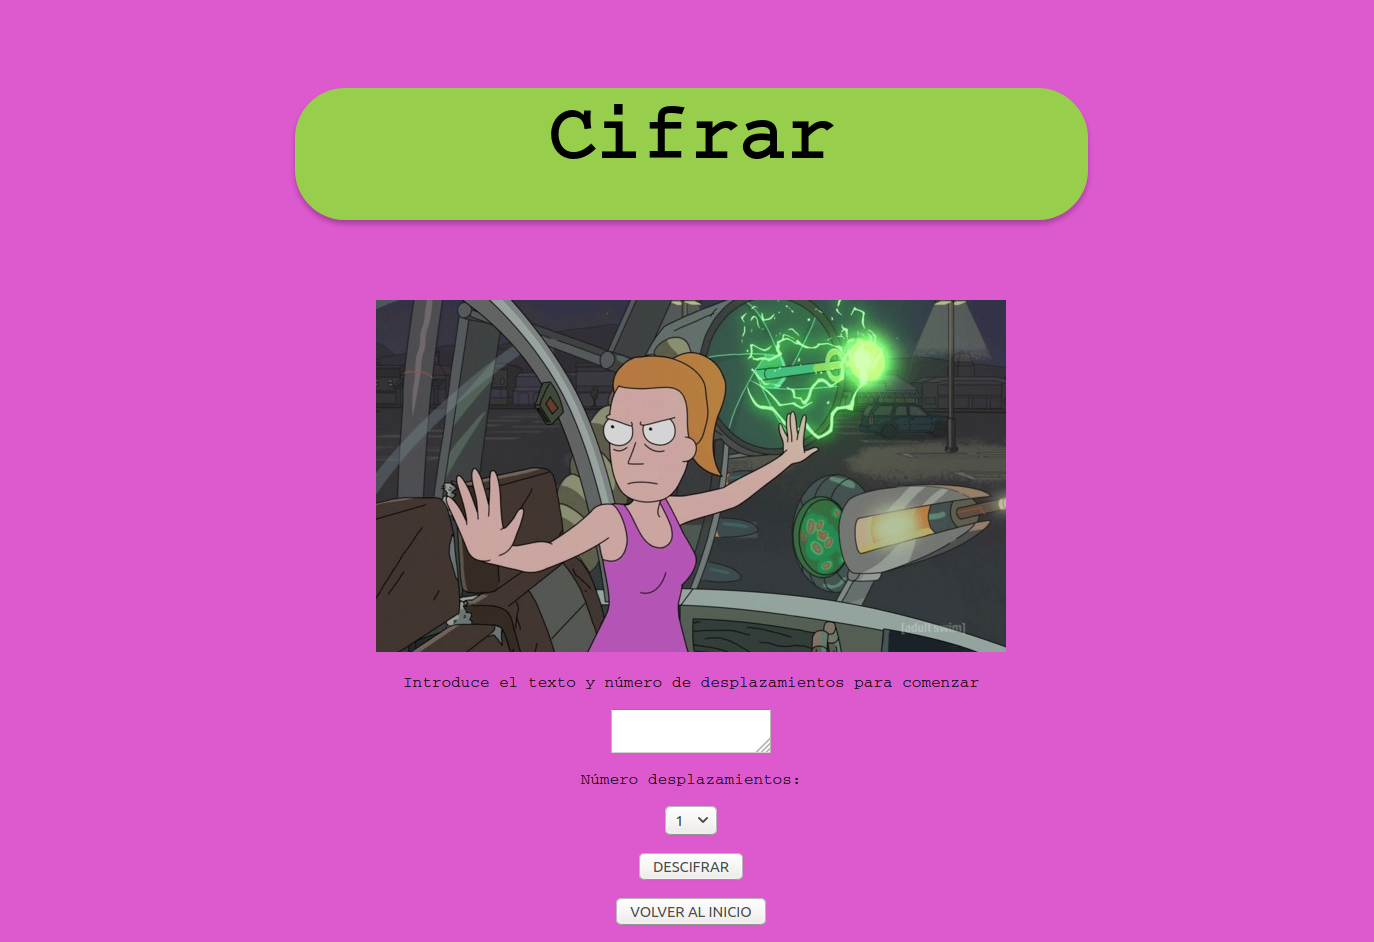 Cifrar
[adult swim]
Introduce el texto y número de desplazamientos para comenzar
Número desplazamientos:
1
DESCIFRAR
VOLVER AL INICIO